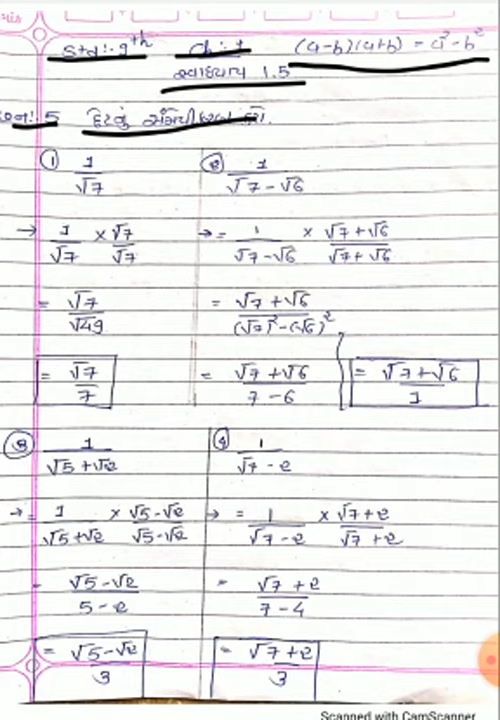 Std:-9th Ch:-1 (a-b)(a+b) = a²-b²
સ્વાધ્યાય 1.5
5
① 1/√7
→ 1/√7 × √7/√7
= √7/√49
= √7/7
② 1/(√7-√6)
→ = 1/(√7-√6) × (√7+√6)/(√7+√6)
= (√7+√6)/((√7)²-(√6)²)
= (√7+√6)/(7-6)
= (√7+√6)/1
③ 1/(√5+√2)
→ = 1/(√5+√2) × (√5-√2)/(√5-√2)
= (√5-√2)/(5-2)
= (√5-√2)/3
④ 1/(√7-2)
→ = 1/(√7-2) × (√7+2)/(√7+2)
= (√7+2)/(7-4)
= (√7+2)/3
Scanned with CamScanner